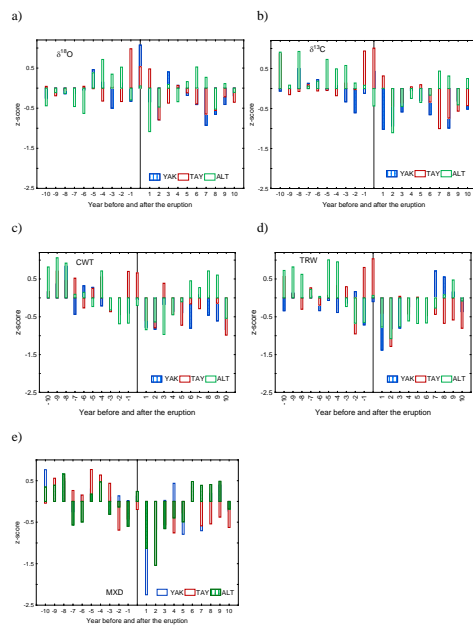 a)
δ18O
z-score
0.5
-0.5
-1.5
-2.5
-10 -9 -8 -7 -6 -5 -4 -3 -2 -1 1 2 3 4 5 6 7 8 9 10
YAK TAY ALT
Year before and after the eruption
b)
δ13C
z-score
0.5
-0.5
-1.5
-2.5
-10 -9 -8 -7 -6 -5 -4 -3 -2 -1 1 2 3 4 5 6 7 8 9 10
YAK TAY ALT
Year before and after the eruption
c)
CWT
z-score
0.5
-0.5
-1.5
-2.5
-10 -9 -8 -7 -6 -5 -4 -3 -2 -1 1 2 3 4 5 6 7 8 9 10
YAK TAY ALT
Year before and after the eruption
d)
TRW
z-score
0.5
-0.5
-1.5
-2.5
-10 -9 -8 -7 -6 -5 -4 -3 -2 -1 1 2 3 4 5 6 7 8 9 10
YAK TAY ALT
Year before and after the eruption
e)
z-score
0.5
-0.5
-1.5
-2.5
MXD
YAK TAY ALT
-10 -9 -8 -7 -6 -5 -4 -3 -2 -1 1 2 3 4 5 6 7 8 9 10
Year before and after the eruption